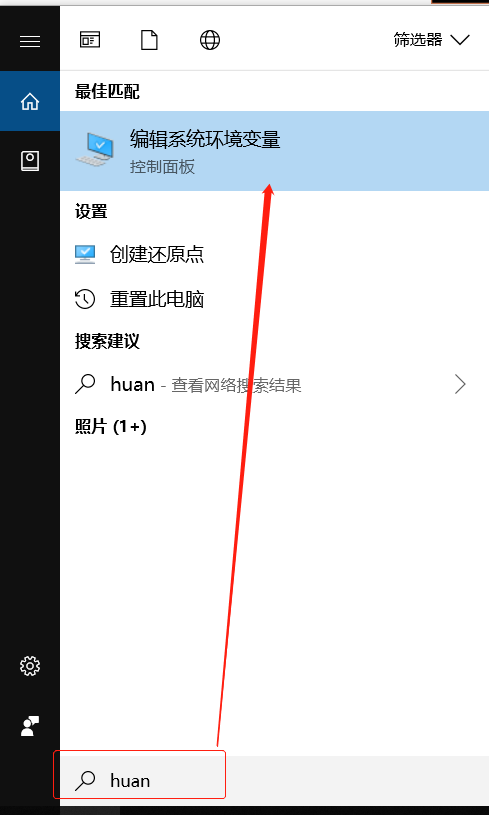 筛选器
最佳匹配
编辑系统环境变量
控制面板
设置
创建还原点
重置此电脑
搜索建议
huan - 查看网络搜索结果
照片 (1+)
huan